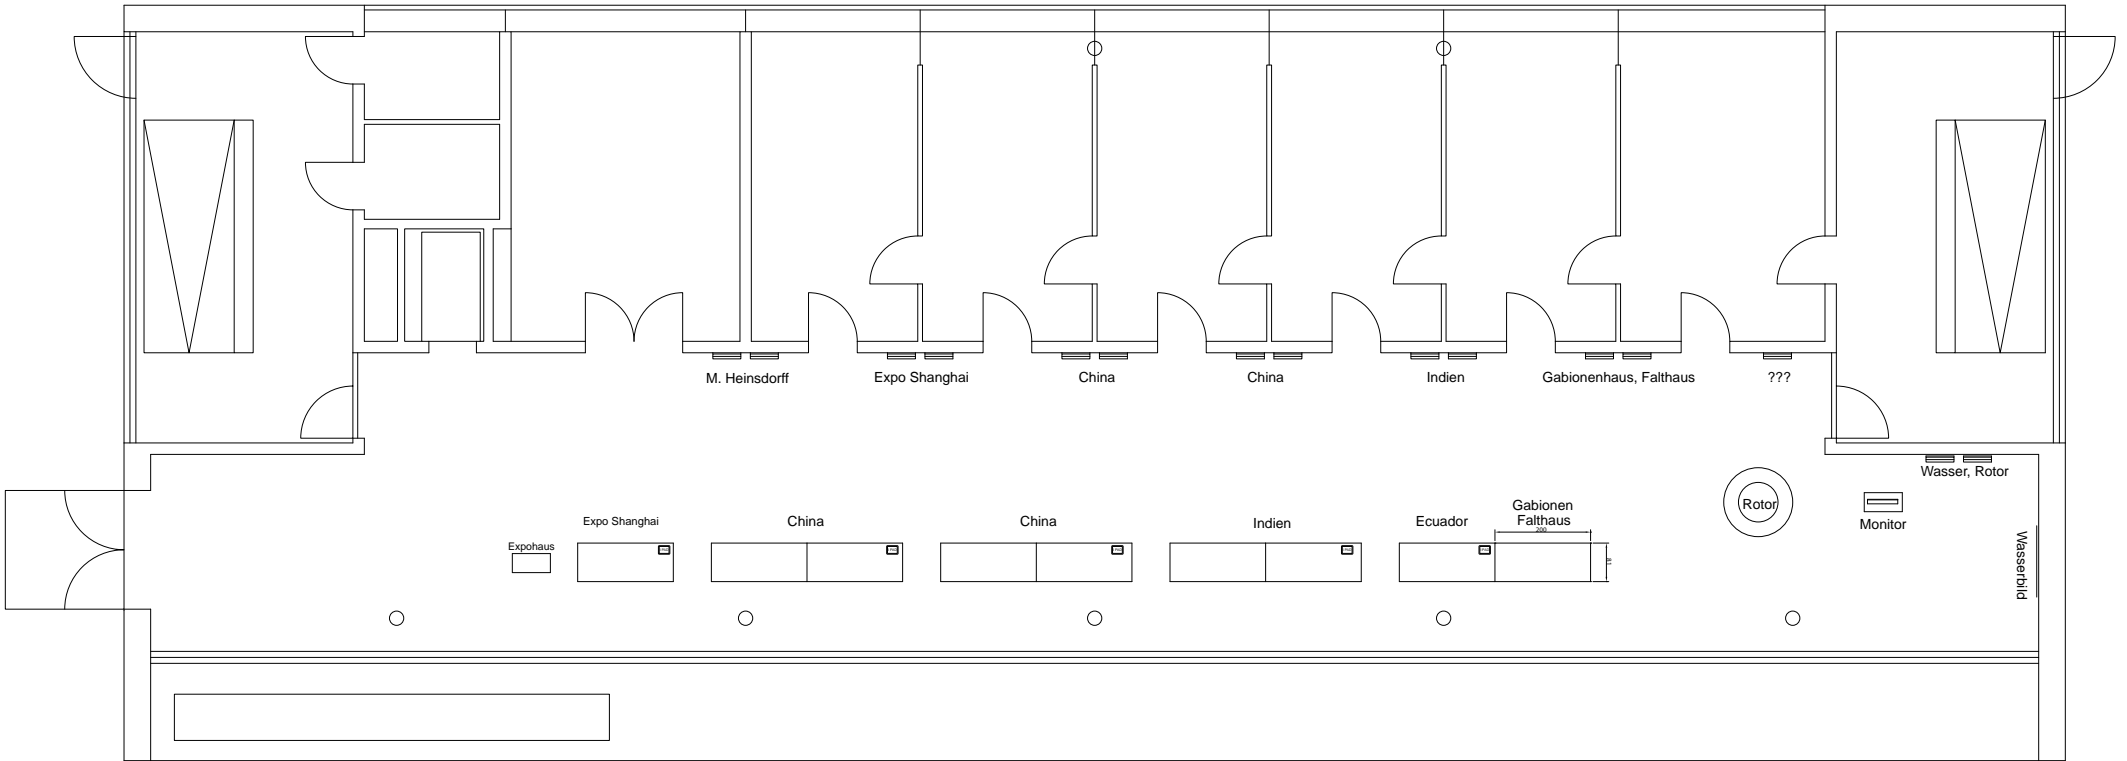 M. Heinsdorff
Expo Shanghai
China
China
Indien
Gabionenhaus, Falthaus
???
Wasser, Rotor
Rotor
Monitor
Wasserbild
Expohaus
Expo Shanghai
China
China
Indien
Ecuador
Gabionen
Falthaus
200